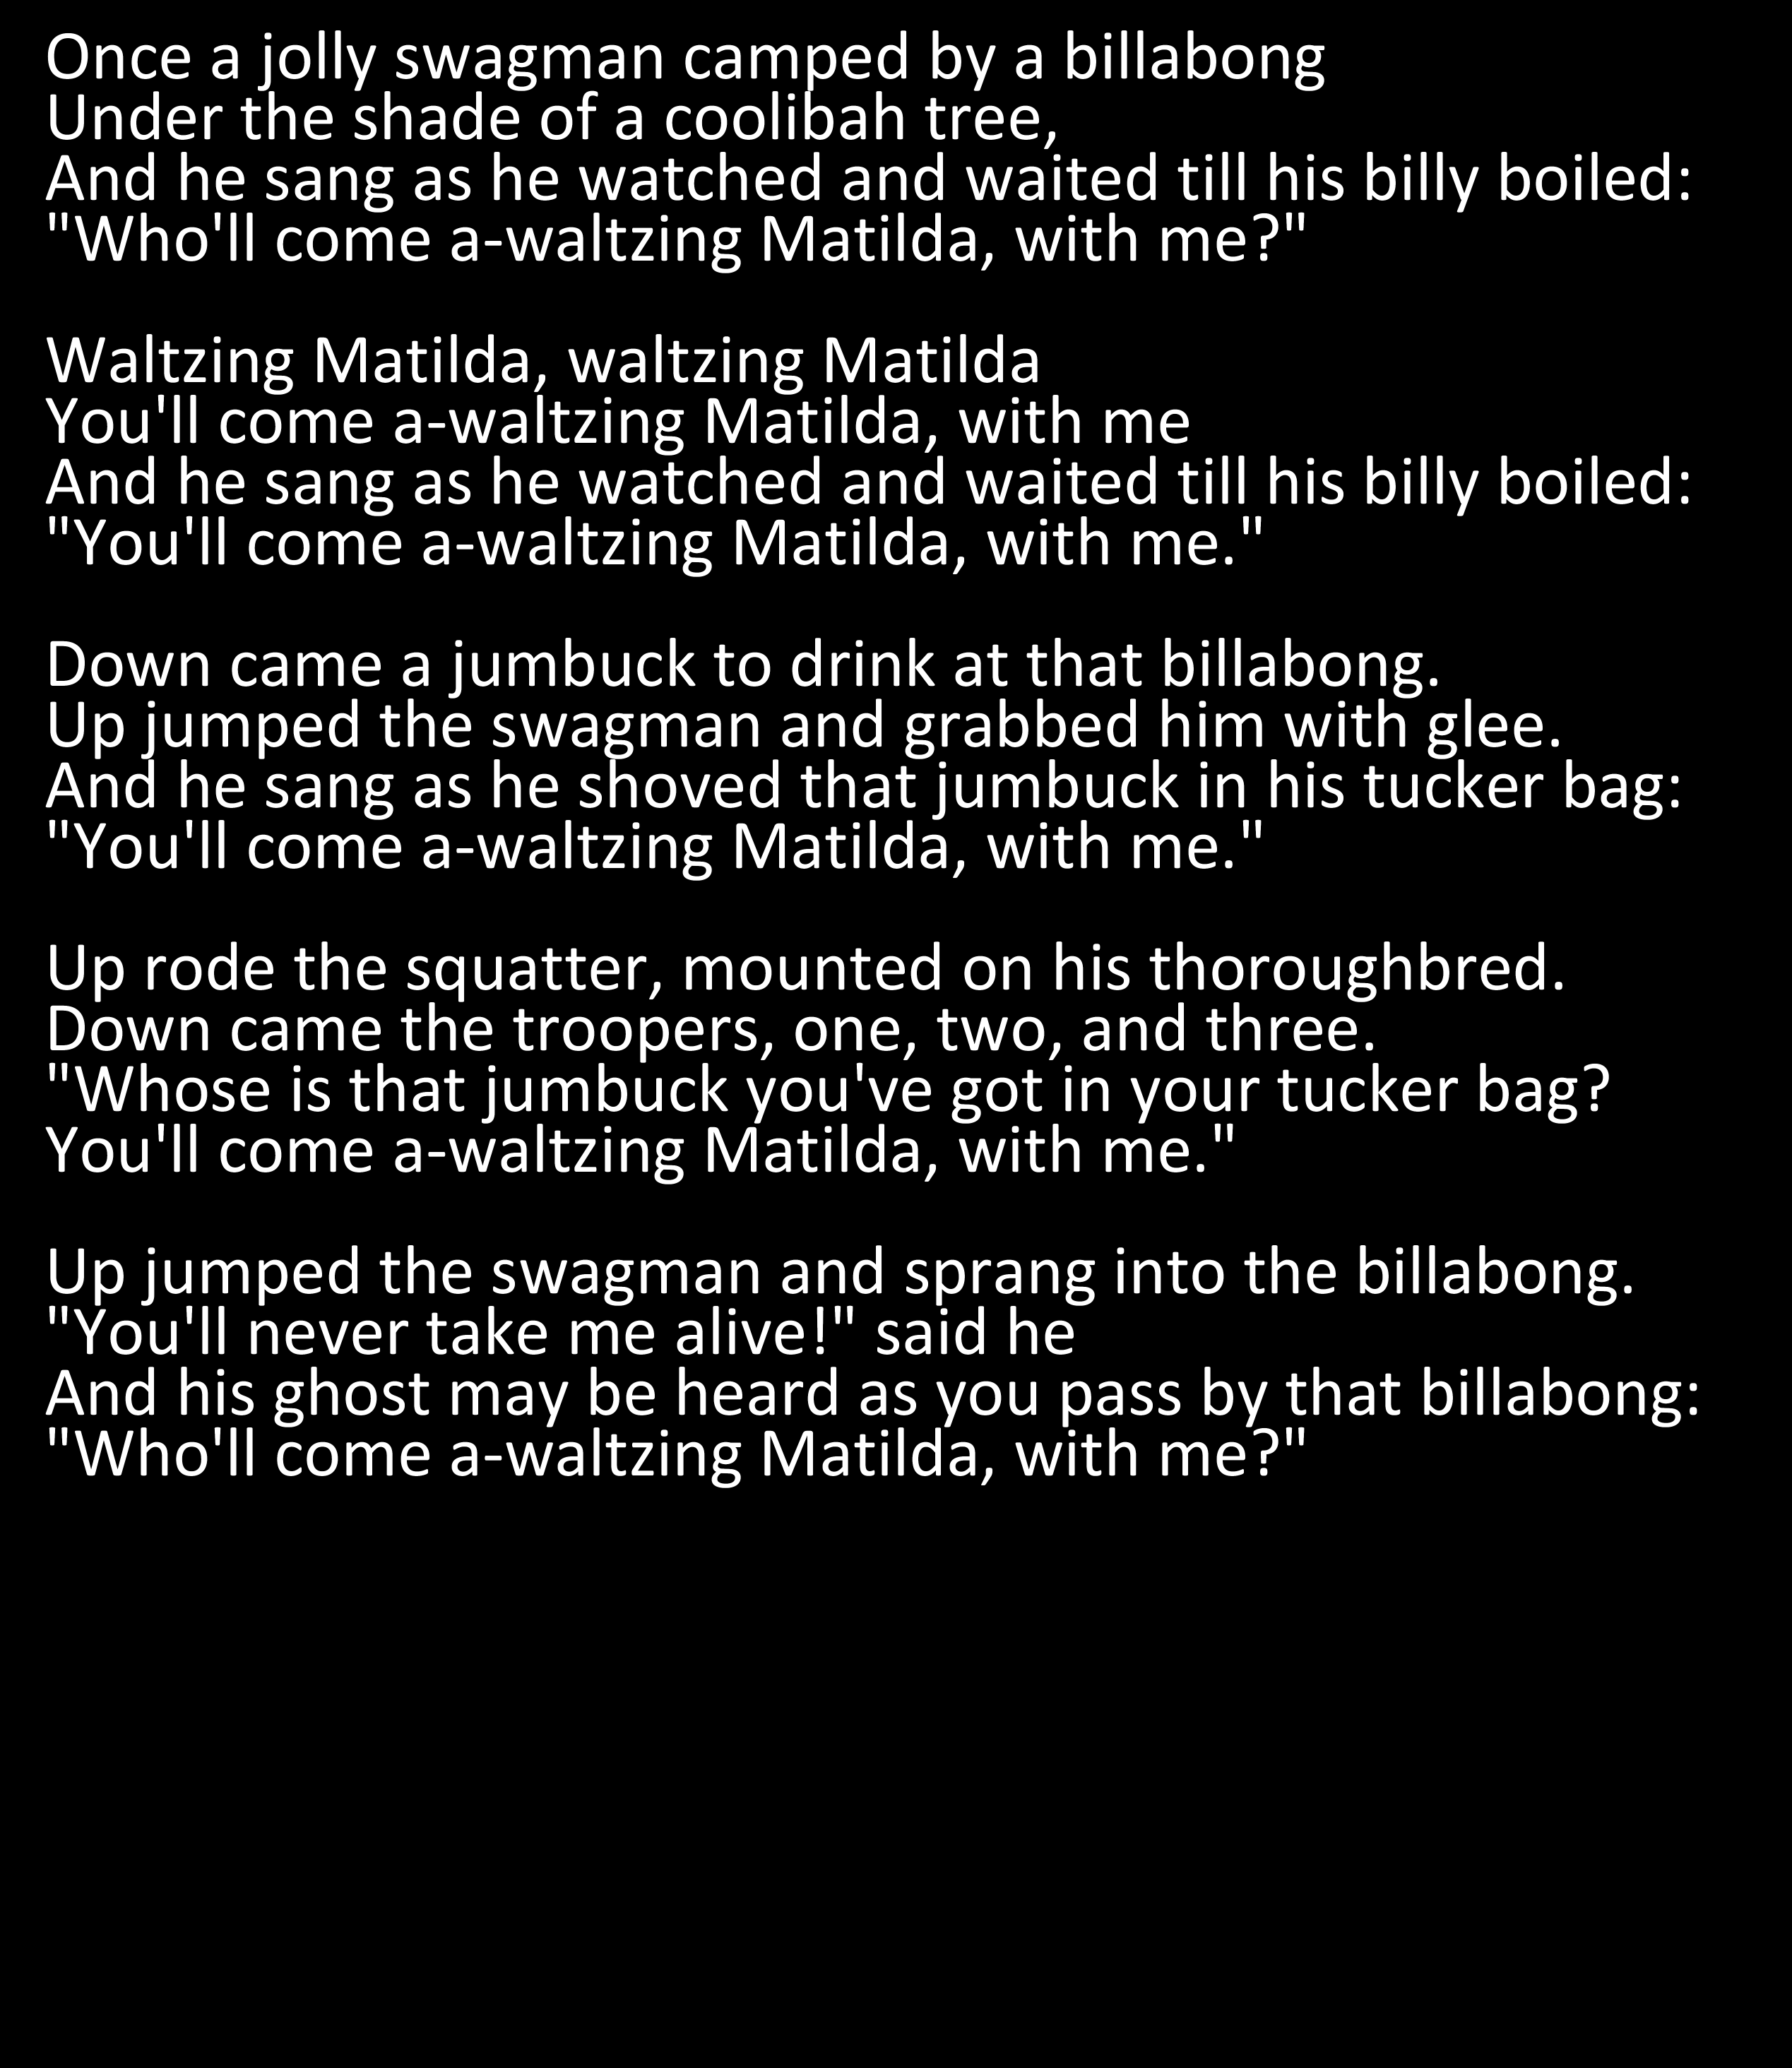 Once a jolly swagman camped by a billabong
Under the shade of a coolibah tree,
And he sang as he watched and waited till his billy boiled:
"Who'll come a-waltzing Matilda, with me?"

Waltzing Matilda, waltzing Matilda
You'll come a-waltzing Matilda, with me
And he sang as he watched and waited till his billy boiled:
"You'll come a-waltzing Matilda, with me."

Down came a jumbuck to drink at that billabong.
Up jumped the swagman and grabbed him with glee.
And he sang as he shoved that jumbuck in his tucker bag:
"You'll come a-waltzing Matilda, with me."

Up rode the squatter, mounted on his thoroughbred.
Down came the troopers, one, two, and three.
"Whose is that jumbuck you've got in your tucker bag?
You'll come a-waltzing Matilda, with me."

Up jumped the swagman and sprang into the billabong.
"You'll never take me alive!" said he
And his ghost may be heard as you pass by that billabong:
"Who'll come a-waltzing Matilda, with me?"